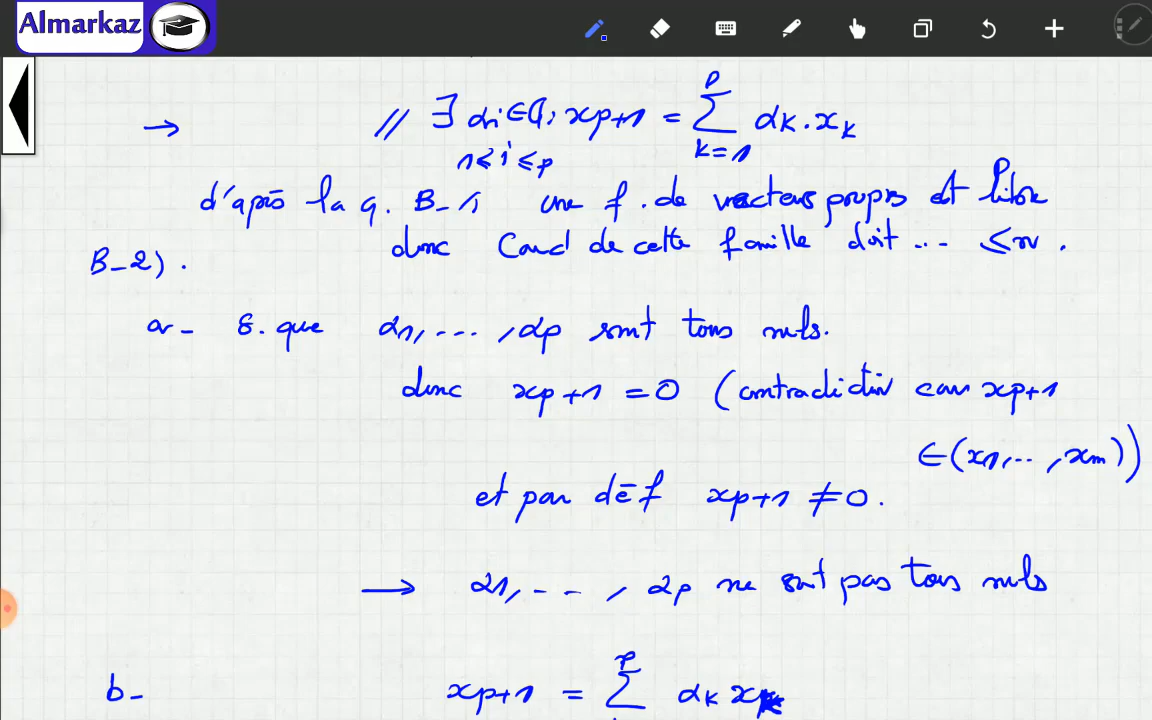 Almarkaz
→ // ∃ αi ∈ ℂ, xp+1 = Σ αk . xk
p
k=1
1 ≤ i ≤ p
d'après la q. B-1 une f. de vecteurs propres est libre
donc Card de cette famille doit ... ≤ n.
B-2).
a- S. que α1, ..., αp sont tous nuls.
donc xp+1 = 0 (contradiction car xp+1
∈ (x1, .., xm))
et par déf xp+1 ≠ 0.
→ α1, ..., αp ne sont pas tous nuls
b- xp+1 = Σ αk xk
p